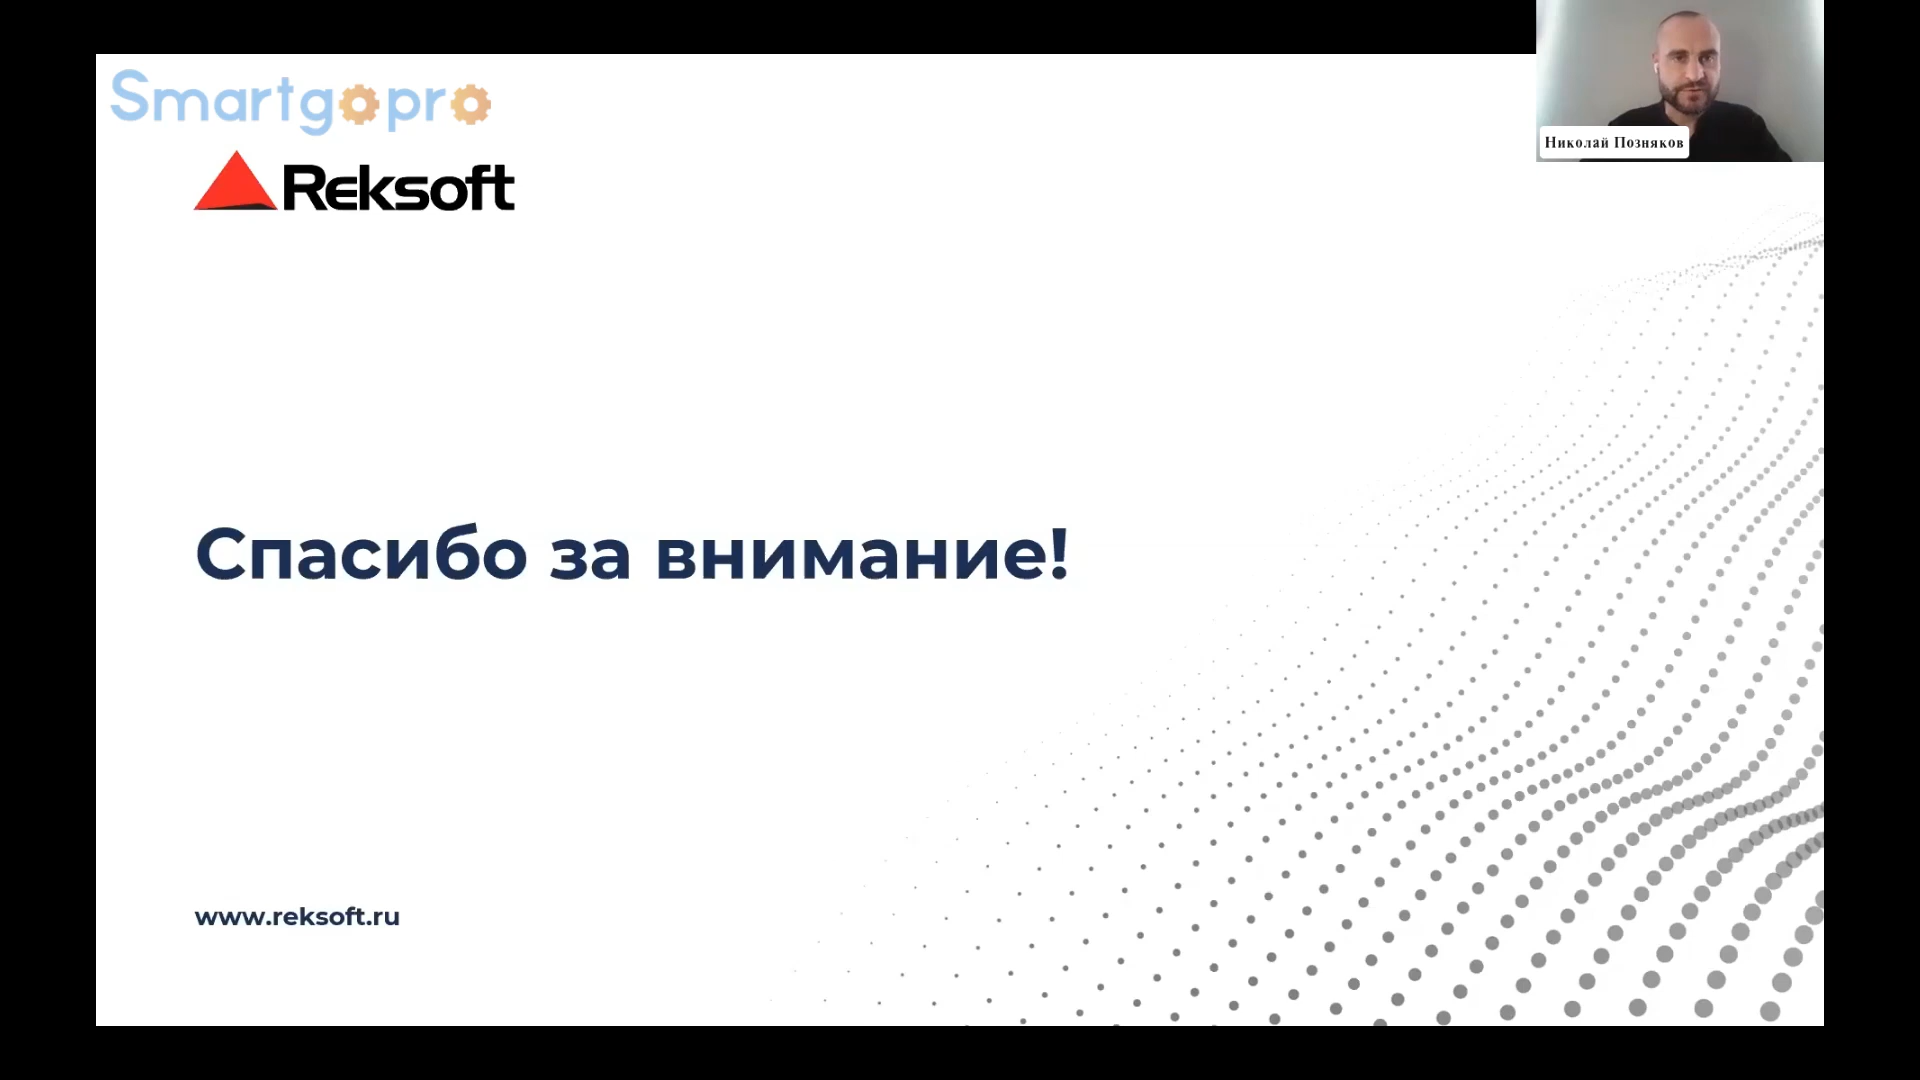 Smartgopro
Reksoft
Николай Позняков
Спасибо за внимание!
www.reksoft.ru